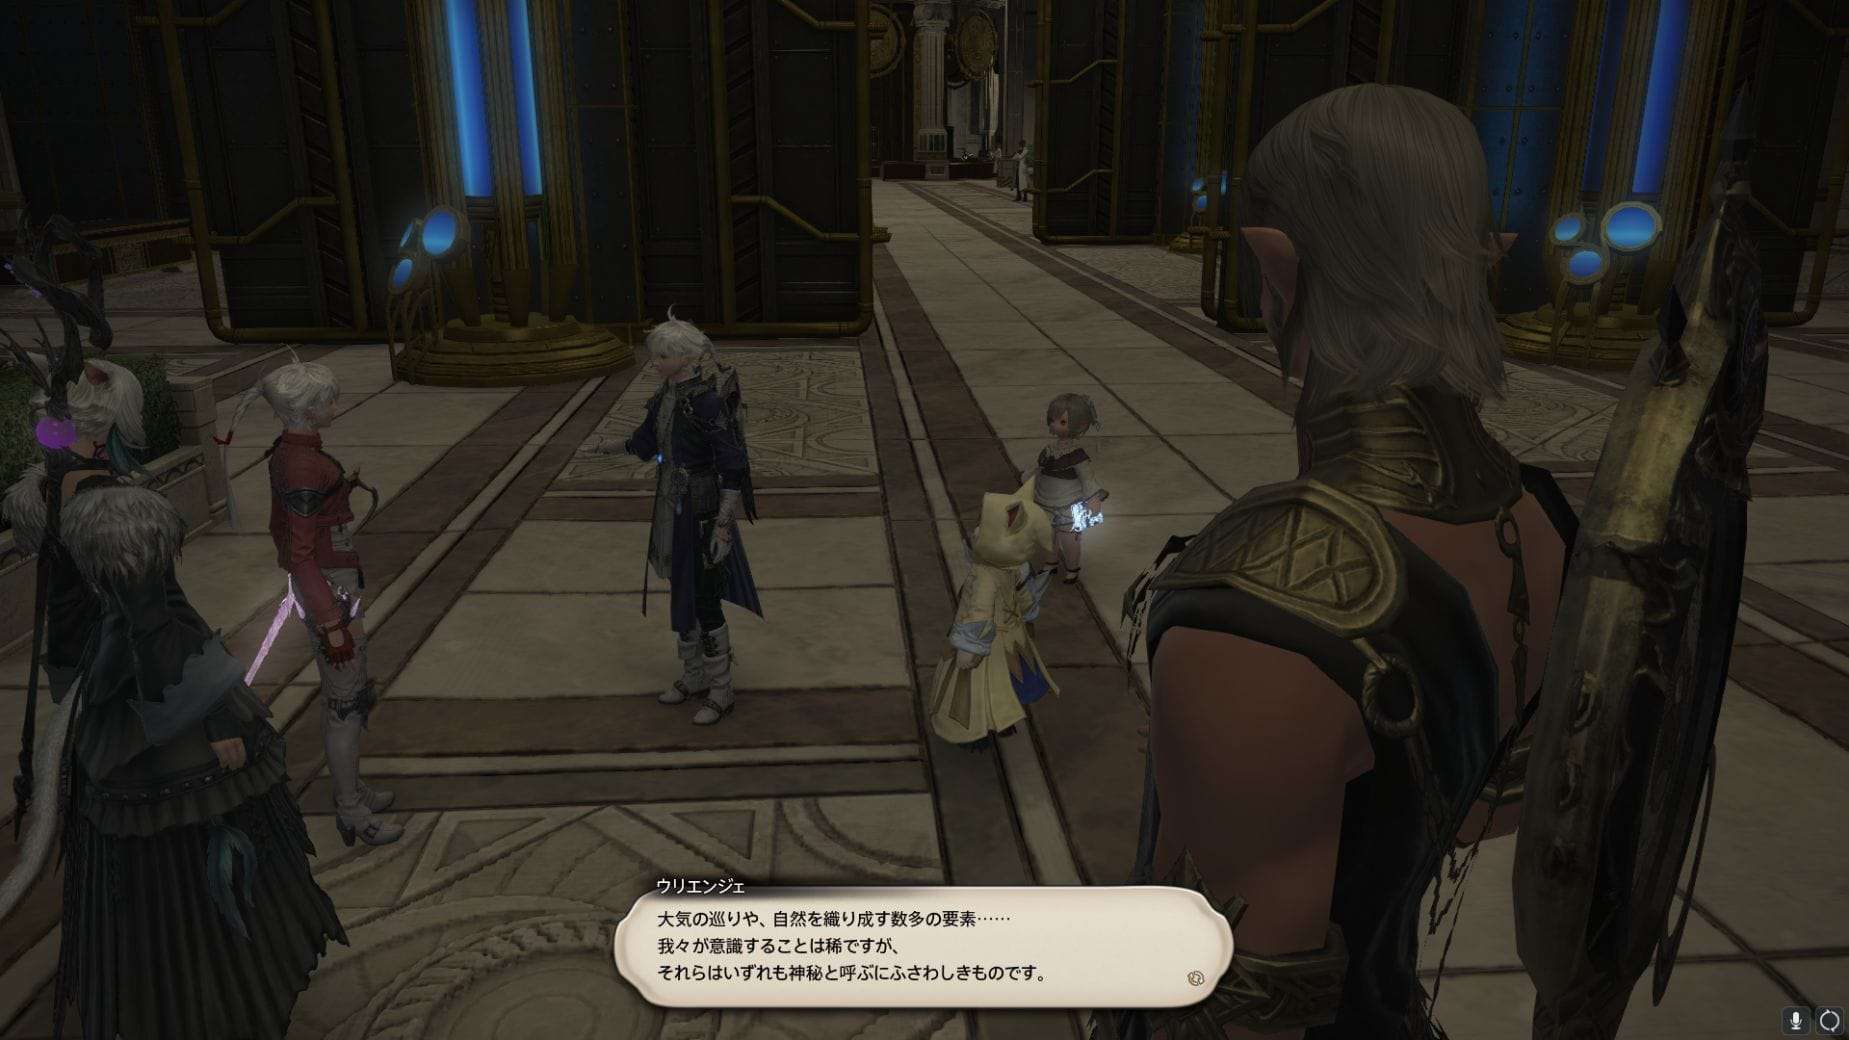 ウリエンジェ
大気の巡りや、自然を織り成す数多の要素……
我々が意識することは稀ですが、
それらはいずれも神秘と呼ぶにふさわしきものです。